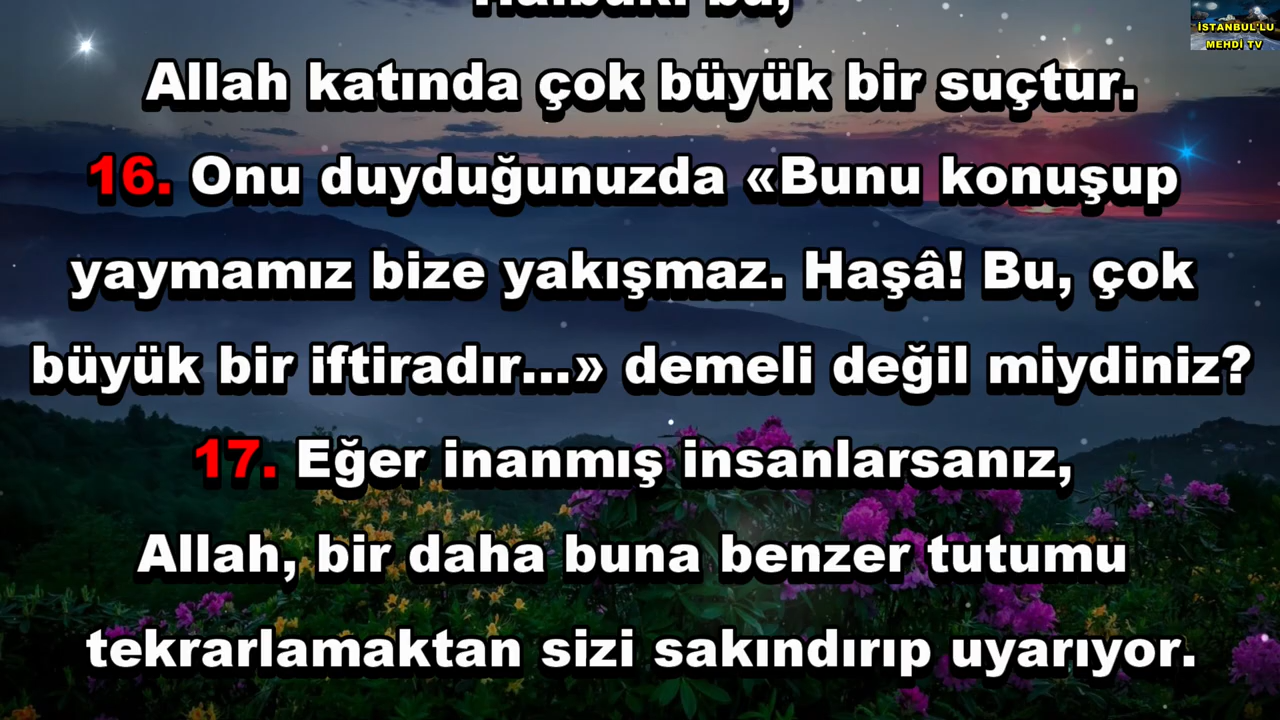 Halbuki bu,
Allah katında çok büyük bir suçtur.
16. Onu duyduğunuzda «Bunu konuşup
yaymamız bize yakışmaz. Haşâ! Bu, çok
büyük bir iftiradır...» demeli değil miydiniz?
17. Eğer inanmış insanlarsanız,
Allah, bir daha buna benzer tutumu
tekrarlamaktan sizi sakındırıp uyarıyor.
İSTANBUL'LU
MEHDİ TV